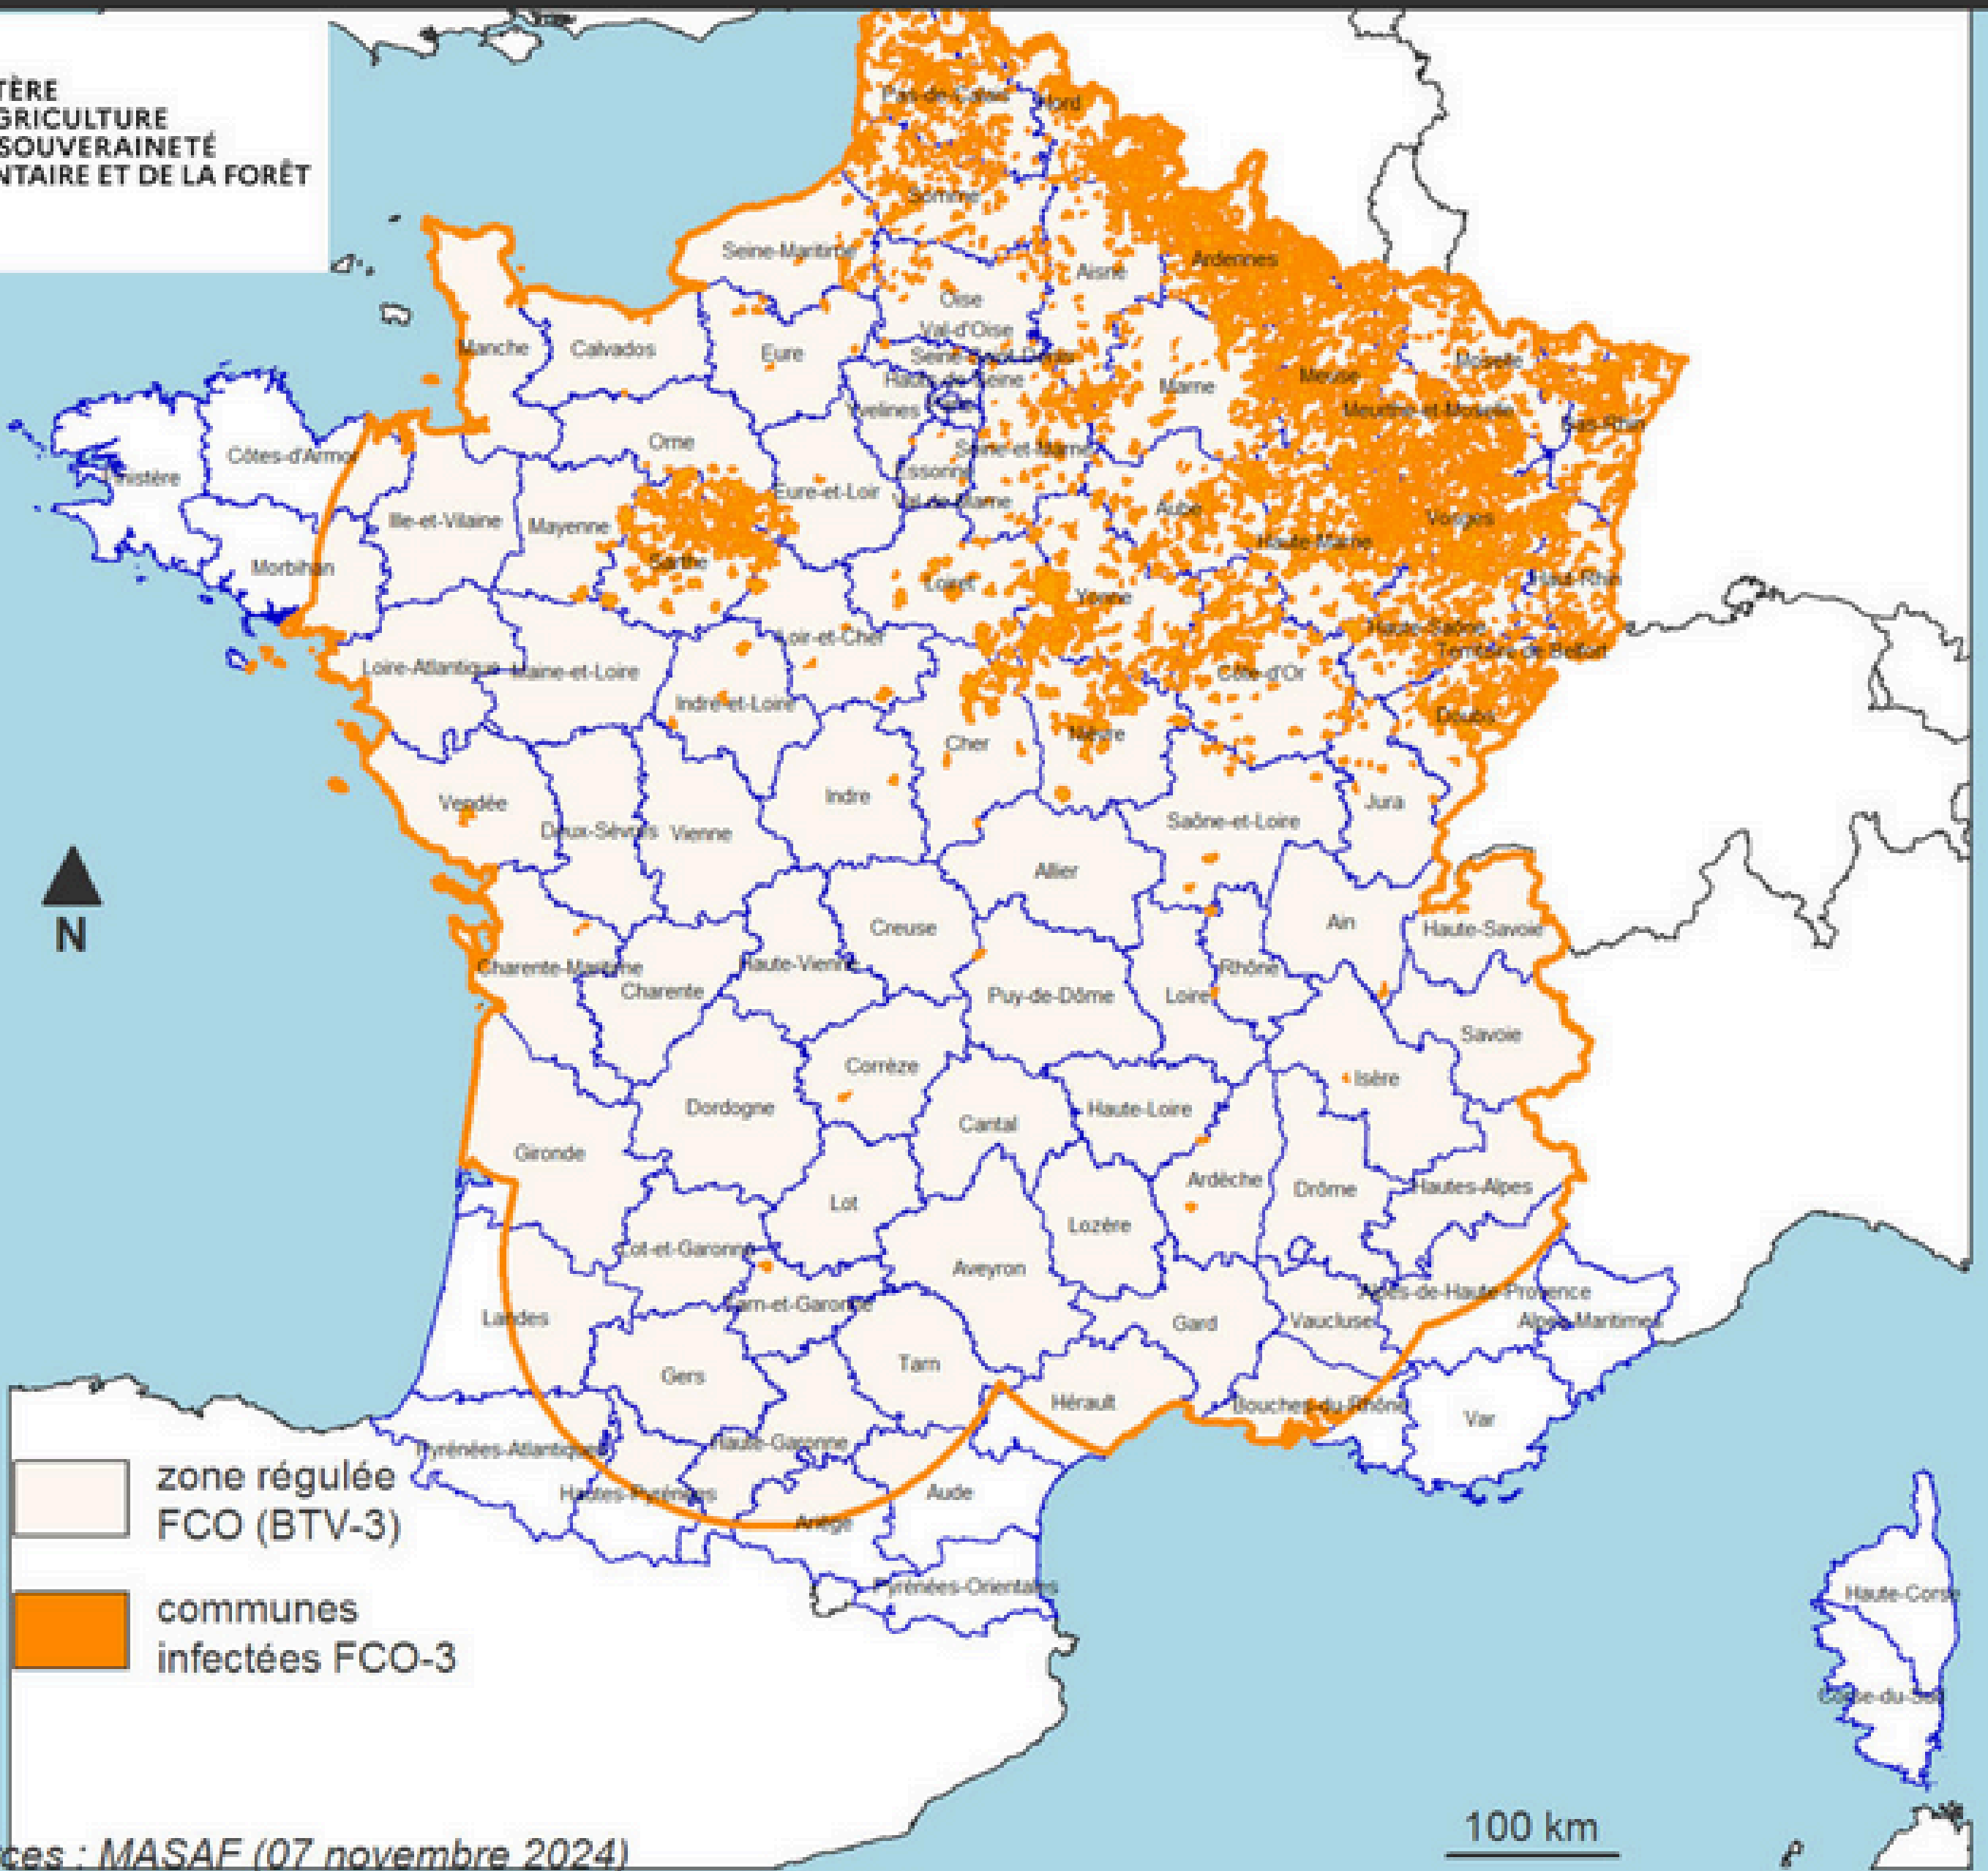 TÈRE
GRICULTURE
SOUVERAINETÉ
NTAIRE ET DE LA FORÊT
Pas-de-Calais
Nord
Somme
Seine-Maritime
Ardennes
Aisne
Oise
Val-d'Oise
Manche
Calvados
Eure
Seine-Saint-Denis
Moselle
Hauts-de-Seine
Marne
Meuse
Yvelines
Meurthe-et-Moselle
Bas-Rhin
Orne
Côtes-d'Armor
Seine-et-Marne
Finistère
Essonne
Eure-et-Loir
Val-de-Marne
Ille-et-Vilaine
Mayenne
Aube
Vosges
Haute-Marne
Morbihan
Sarthe
Loiret
Haut-Rhin
Yonne
Loir-et-Cher
Haute-Saône
Territoire de Belfort
Loire-Atlantique
Maine-et-Loire
Côte-d'Or
Indre-et-Loire
Doubs
Cher
Nièvre
Vendée
Indre
Jura
Deux-Sèvres
Vienne
Saône-et-Loire
Allier
N
Creuse
Ain
Haute-Savoie
Charente-Maritime
Haute-Vienne
Rhône
Charente
Puy-de-Dôme
Loire
Savoie
Corrèze
Isère
Dordogne
Haute-Loire
Cantal
Gironde
Ardèche
Drôme
Hautes-Alpes
Lot
Lozère
Lot-et-Garonne
Aveyron
Alpes-de-Haute-Provence
Tarn-et-Garonne
Landes
Gard
Vaucluse
Alpes-Maritimes
Tarn
Gers
Hérault
Bouches-du-Rhône
Var
Pyrénées-Atlantiques
Haute-Garonne
Hautes-Pyrénées
Aude
Ariège
Pyrénées-Orientales
Haute-Corse
Corse-du-Sud
zone régulée
FCO (BTV-3)
communes
infectées FCO-3
100 km
rces : MASAF (07 novembre 2024)